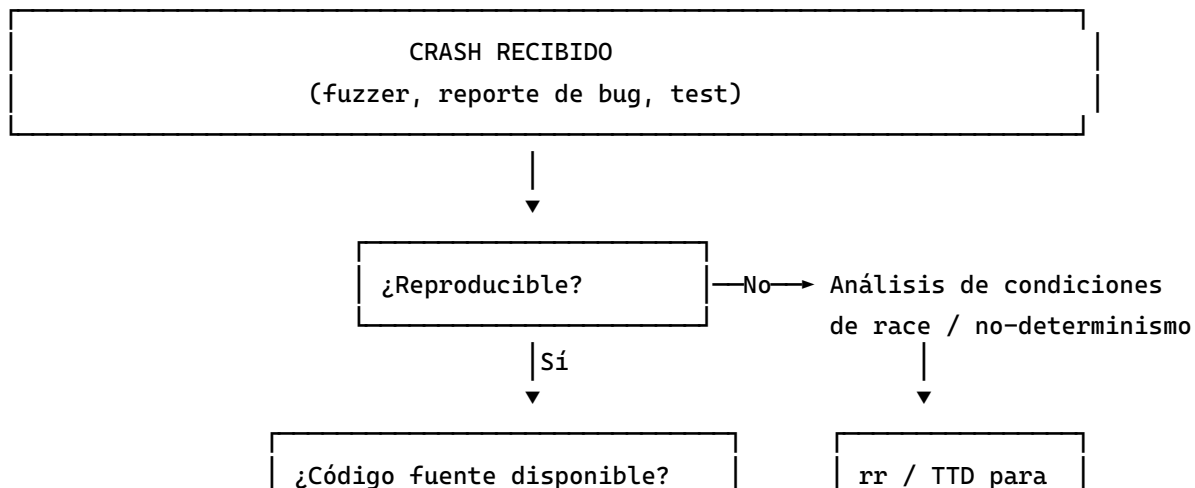 CRASH RECIBIDO
(fuzzer, reporte de bug, test)
¿Reproducible?
No
Análisis de condiciones
de race / no-determinismo
Sí
¿Código fuente disponible?
rr / TTD para